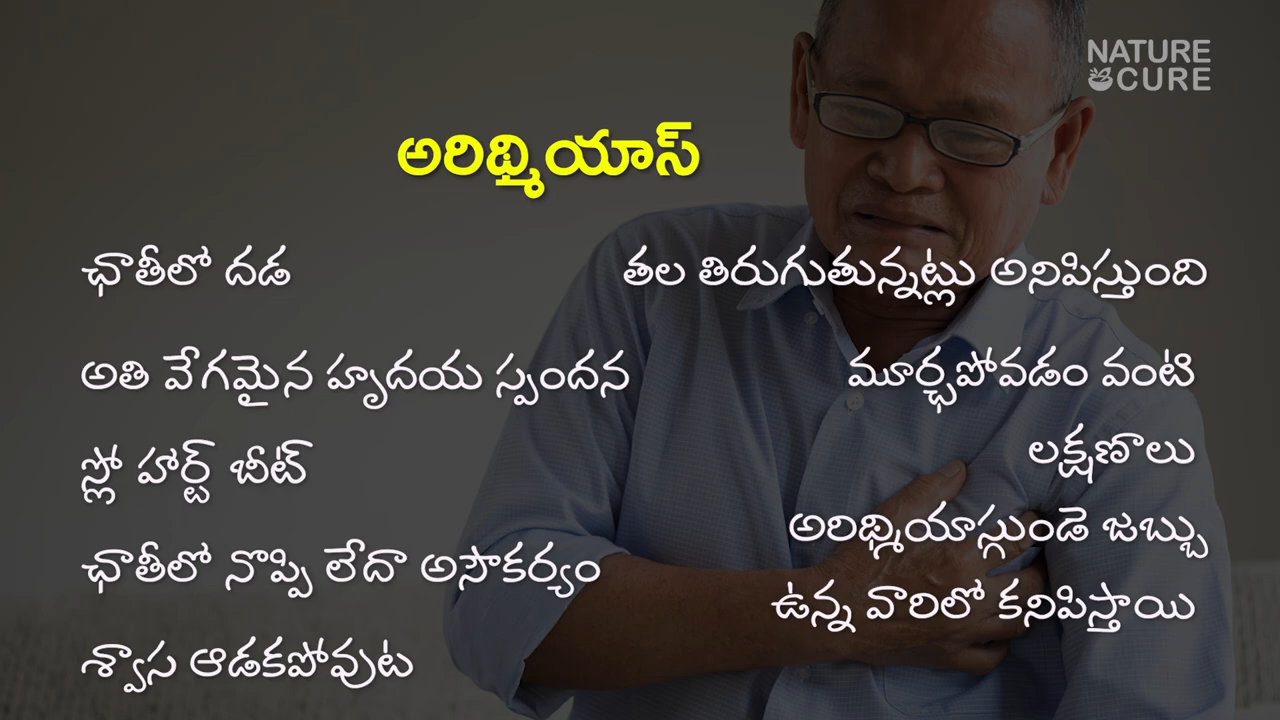 NATURE
CURE
అరిథ్మియాస్
ఛాతీలో దడ
అతి వేగమైన హృదయ స్పందన
స్లో హార్ట్ బీట్
ఛాతీలో నొప్పి లేదా అసౌకర్యం
శ్వాస ఆడకపోవుట
తల తిరుగుతున్నట్లు అనిపిస్తుంది
మూర్ఛపోవడం వంటి
లక్షణాలు
అరిథ్మియాస్గుండె జబ్బు
ఉన్న వారిలో కనిపిస్తాయి